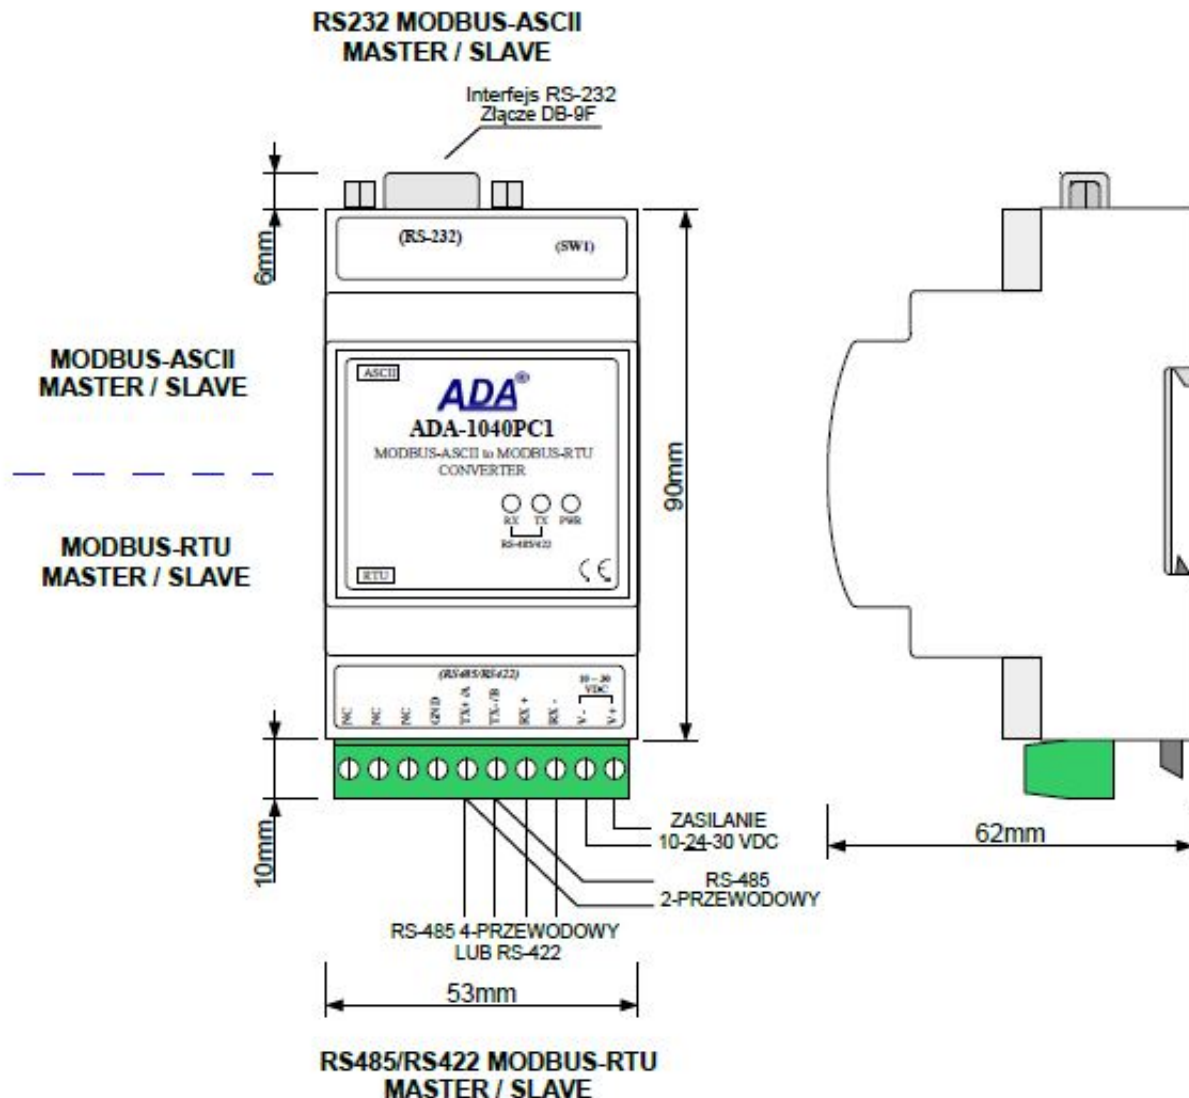 RS232 MODBUS-ASCII
MASTER / SLAVE
Interfejs RS-232
Złącze DB-9F
6mm
(RS-232)
(SW1)
MODBUS-ASCII
MASTER / SLAVE
ASCII
ADA®
ADA-1040PC1
MODBUS-ASCII to MODBUS-RTU
CONVERTER
RX TX PWR
RS-485/422
RTU
CE
90mm
MODBUS-RTU
MASTER / SLAVE
(RS485/RS422)
10 – 30
VDC
NC
NC
NC
GND
TX+ /A
TX- /B
RX +
RX -
V -
V +
10mm
ZASILANIE
10-24-30 VDC
RS-485
2-PRZEWODOWY
RS-485 4-PRZEWODOWY
LUB RS-422
53mm
62mm
RS485/RS422 MODBUS-RTU
MASTER / SLAVE